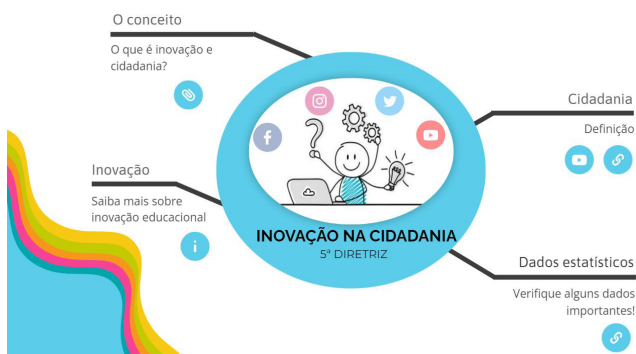 O conceito
O que é inovação e
cidadania?
Inovação
Saiba mais sobre
inovação educacional
INOVAÇÃO NA CIDADANIA
5ª DIRETRIZ
Cidadania
Definição
Dados estatísticos
Verifique alguns dados
importantes!